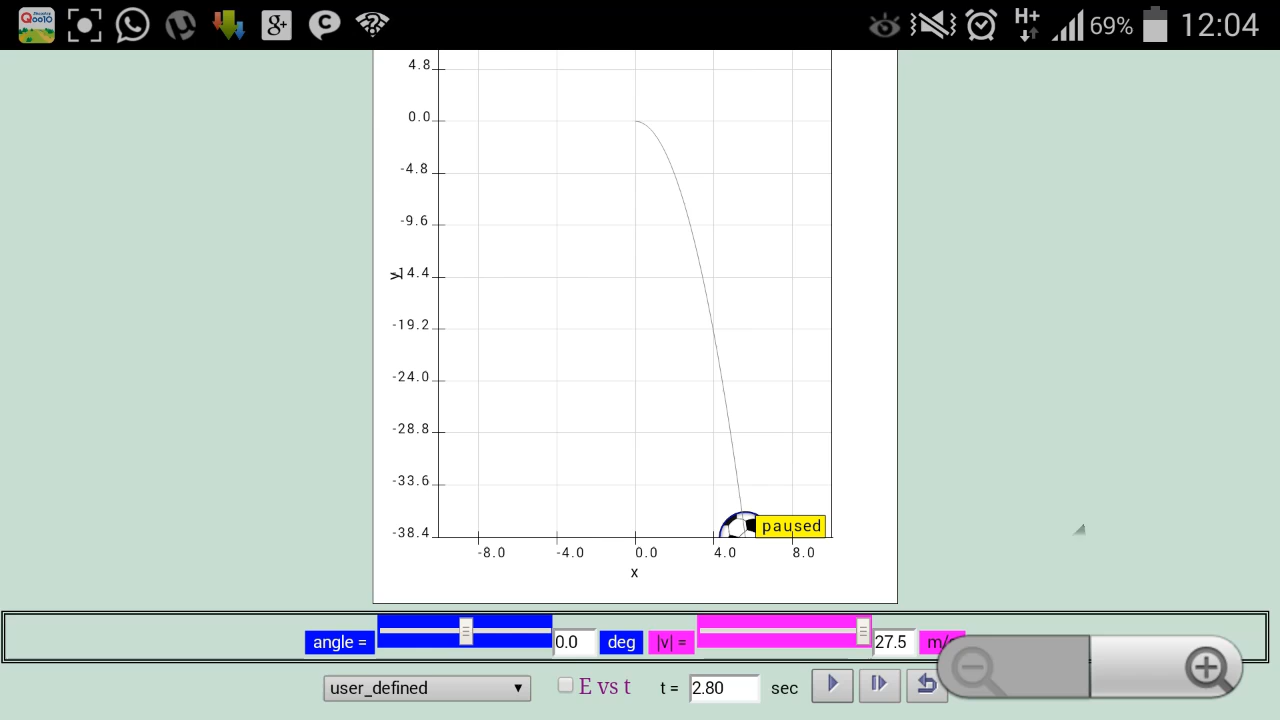 Qoo10
H+
69%
12:04
4.8
0.0
-4.8
-9.6
14.4
y
-19.2
-24.0
-28.8
-33.6
-38.4
paused
-8.0 -4.0 0.0 4.0 8.0
x
angle = 0.0 deg |v| = 27.5
user_defined E vs t t = 2.80 sec